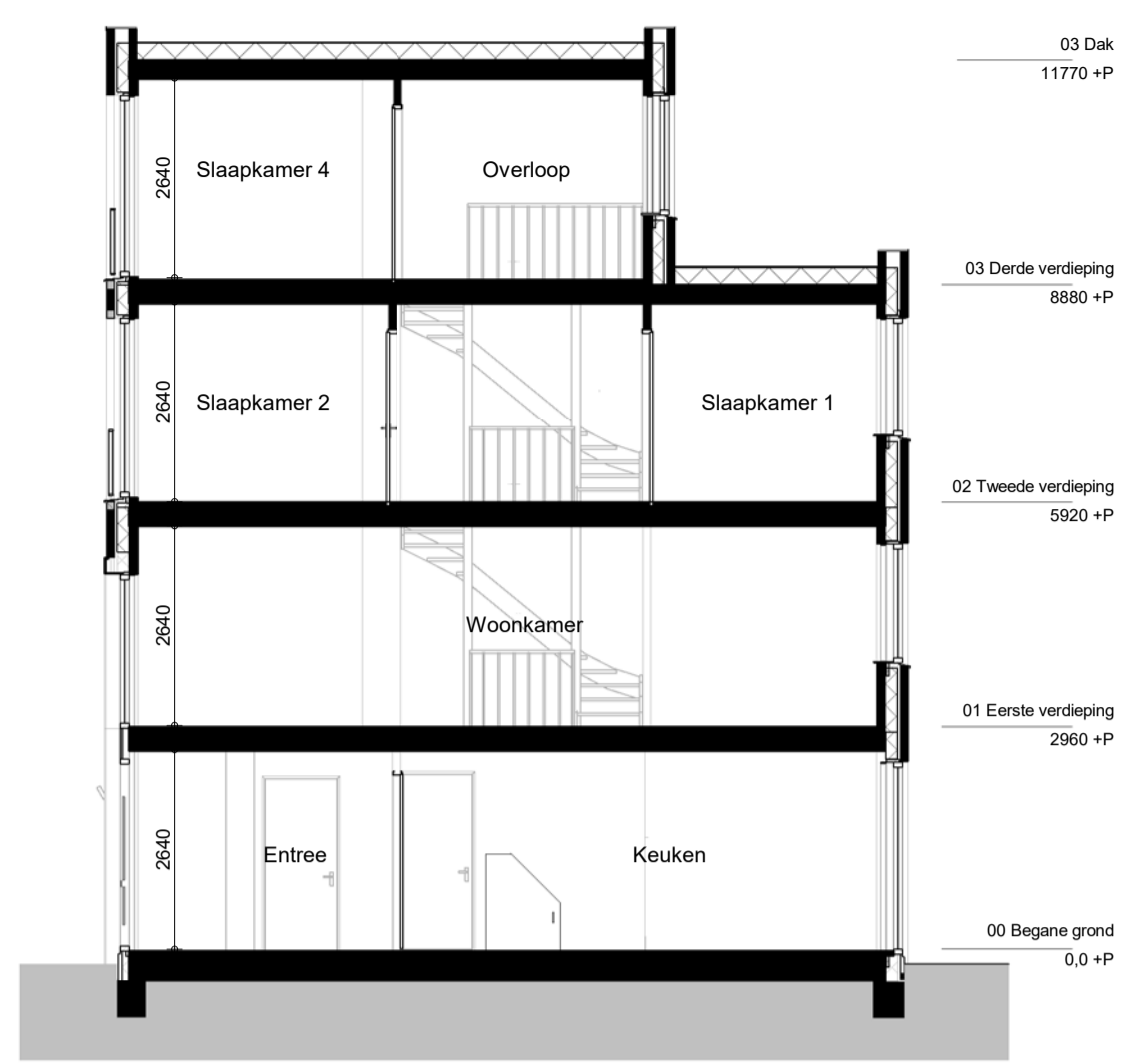 03 Dak
11770 +P
2640
Slaapkamer 4
Overloop
03 Derde verdieping
8880 +P
2640
Slaapkamer 2
Slaapkamer 1
02 Tweede verdieping
5920 +P
2640
Woonkamer
01 Eerste verdieping
2960 +P
2640
Entree
Keuken
00 Begane grond
0,0 +P